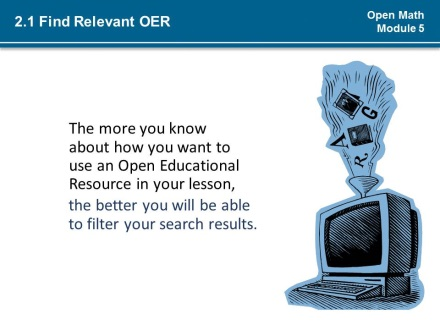 2.1 Find Relevant OER
Open Math
Module 5
The more you know
about how you want to
use an Open Educational
Resource in your lesson,
the better you will be able
to filter your search results.
G
A
R